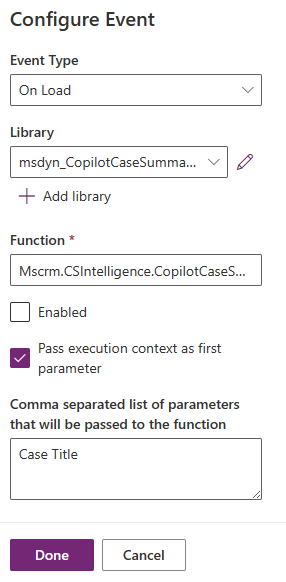 Configure Event
Event Type
On Load
Library
msdyn_CopilotCaseSumma...
Add library
Function *
Mscrm.CSIntelligence.CopilotCaseS...
Enabled
Pass execution context as first
parameter
Comma separated list of parameters
that will be passed to the function
Case Title
Done
Cancel